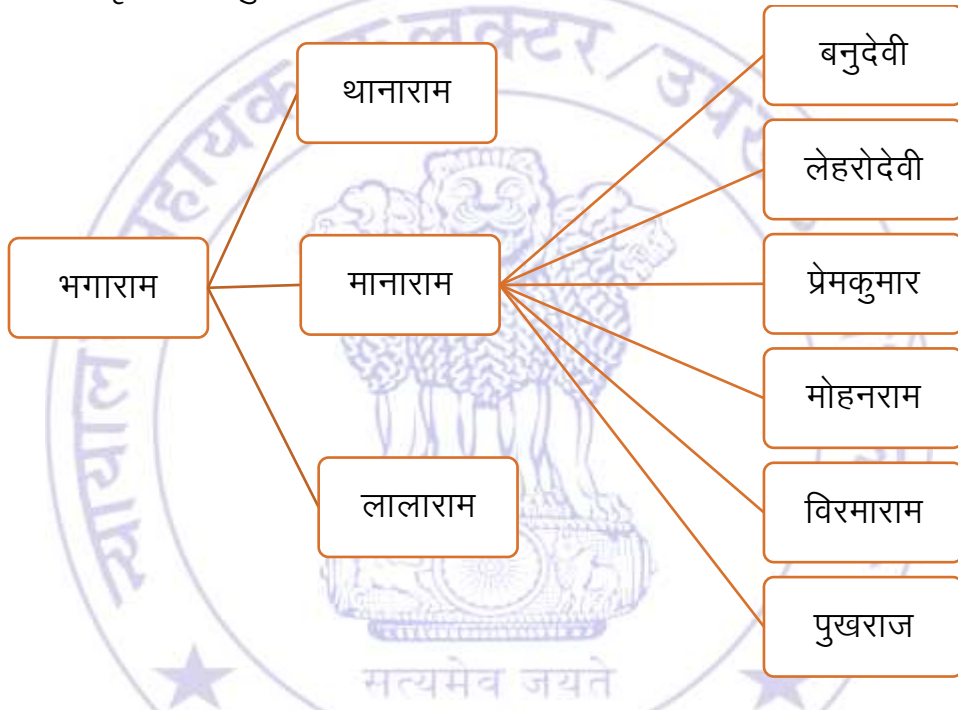 थानाराम
भगाराम
मानाराम
लालाराम
बनुदेवी
लेहरोदेवी
प्रेमकुमार
मोहनराम
विरमाराम
पुखराज
सत्यमेव जयते